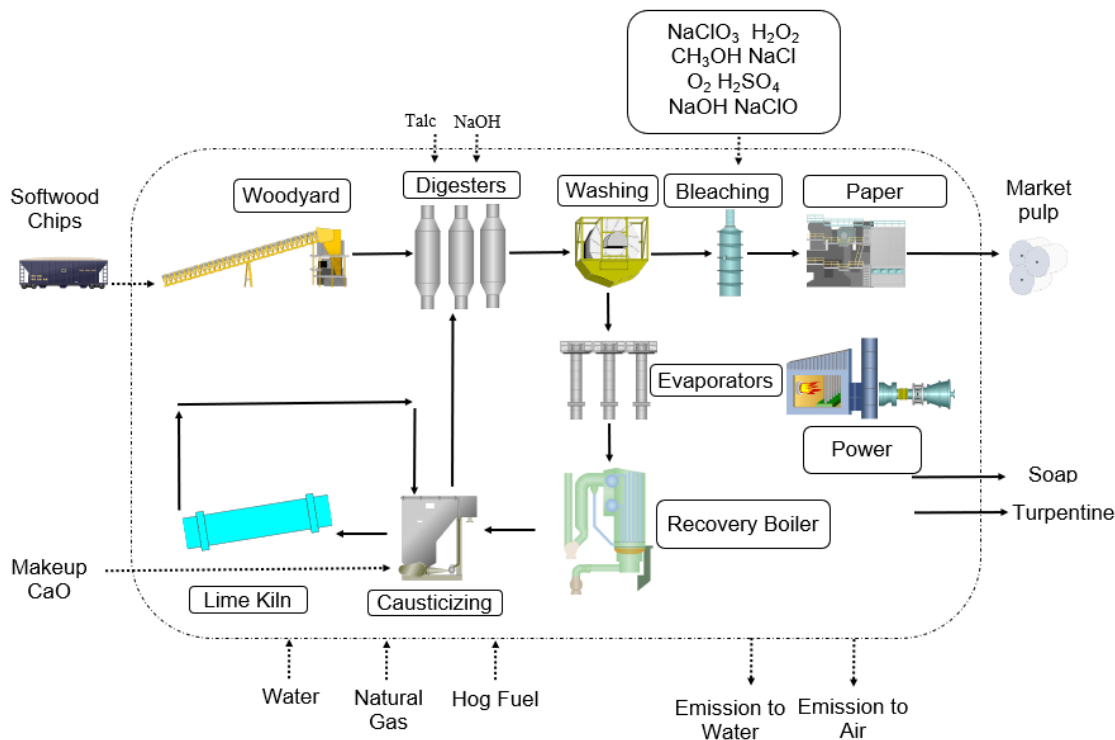 NaClO₃ H₂O₂
CH₃OH NaCl
O₂ H₂SO₄
NaOH NaClO
Talc NaOH
Softwood
Chips
Woodyard
Digesters
Washing
Bleaching
Paper
Market
pulp
Evaporators
Power
Soap
Turpentine
Recovery Boiler
Makeup
CaO
Lime Kiln
Causticizing
Water
Natural
Gas
Hog Fuel
Emission to
Water
Emission to
Air